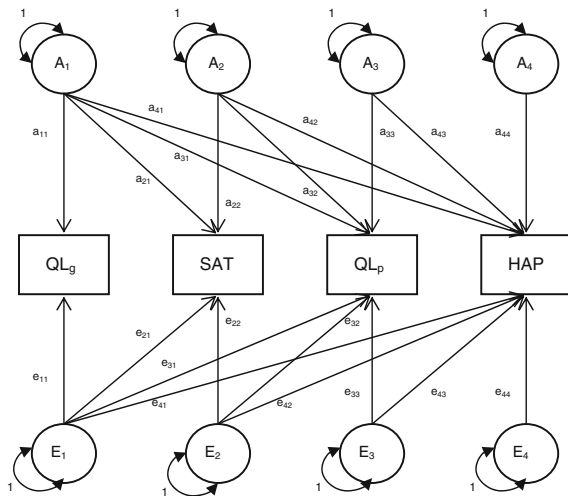 1 1 1 1
A1 A2 A3 A4
a11 a41 a42 a33 a43 a44
a31
a21 a32
a22
QLg SAT QLp HAP
e21 e22 e32
e31
e11 e41 e42 e33 e43 e44
E1 E2 E3 E4
1 1 1 1